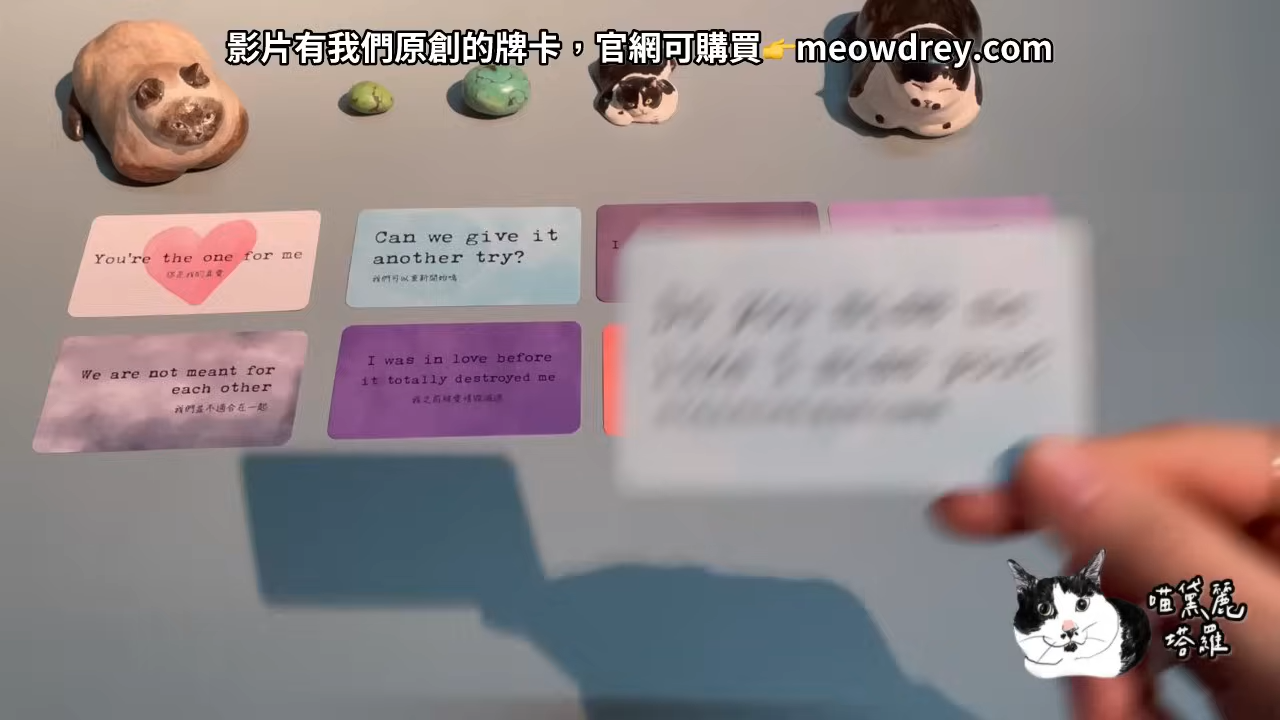 影片有我們原創的牌卡，官網可購買👉meowdrey.com
You're the one for me
你是我的真愛
Can we give it
another try?
我們可以重新開始嗎
I
We are not meant for
each other
我們並不適合在一起
I was in love before
it totally destroyed me
我之前被愛情毀滅過
喵黛麗
塔羅